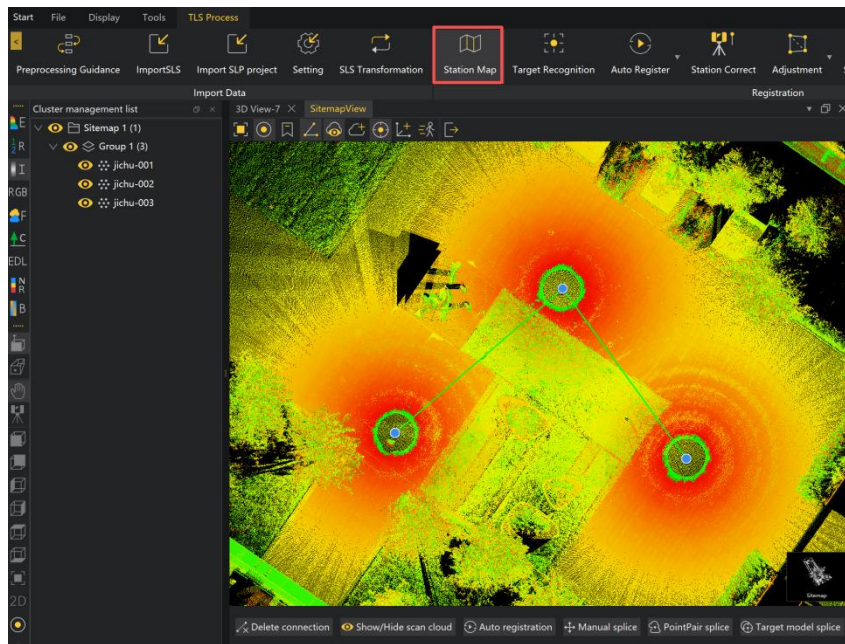 Start File Display Tools TLS Process
Preprocessing Guidance ImportSLS Import SLP project Setting SLS Transformation Station Map Target Recognition Auto Register Station Correct Adjustment
Import Data Registration
Cluster management list
3D View-7 SitemapView
Sitemap 1 (1)
Group 1 (3)
jichu-001
jichu-002
jichu-003
E
R
I
RGB
F
C
EDL
N
R
B
2D
Sitemap
Delete connection Show/Hide scan cloud Auto registration Manual splice PointPair splice Target model splice